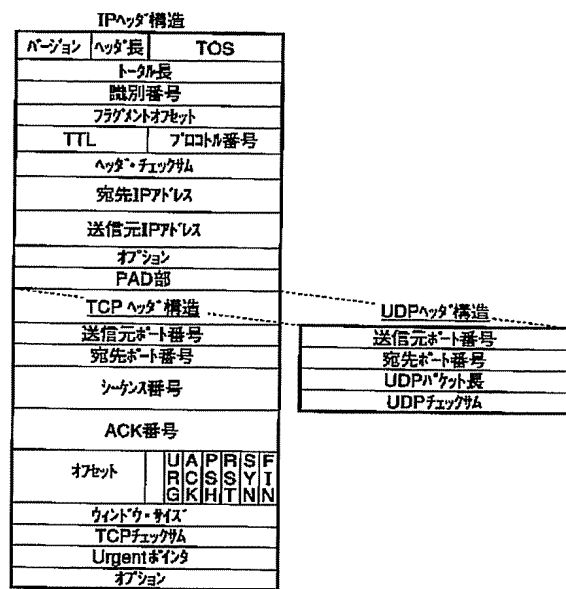 IPヘッダ構造
バージョン ヘッダ長 TOS
トータル長
識別番号
フラグメントオフセット
TTL プロコトル番号
ヘッダ・チェックサム
宛先IPアドレス
送信元IPアドレス
オプション
PAD部
TCPヘッダ構造
送信元ポート番号
宛先ポート番号
シーケンス番号
ACK番号
オフセット URG ACK PSH RST SYN FIN
ウィンドウ・サイズ
TCPチェックサム
Urgentポインタ
オプション
UDPヘッダ構造
送信元ポート番号
宛先ポート番号
UDPパケット長
UDPチェックサム